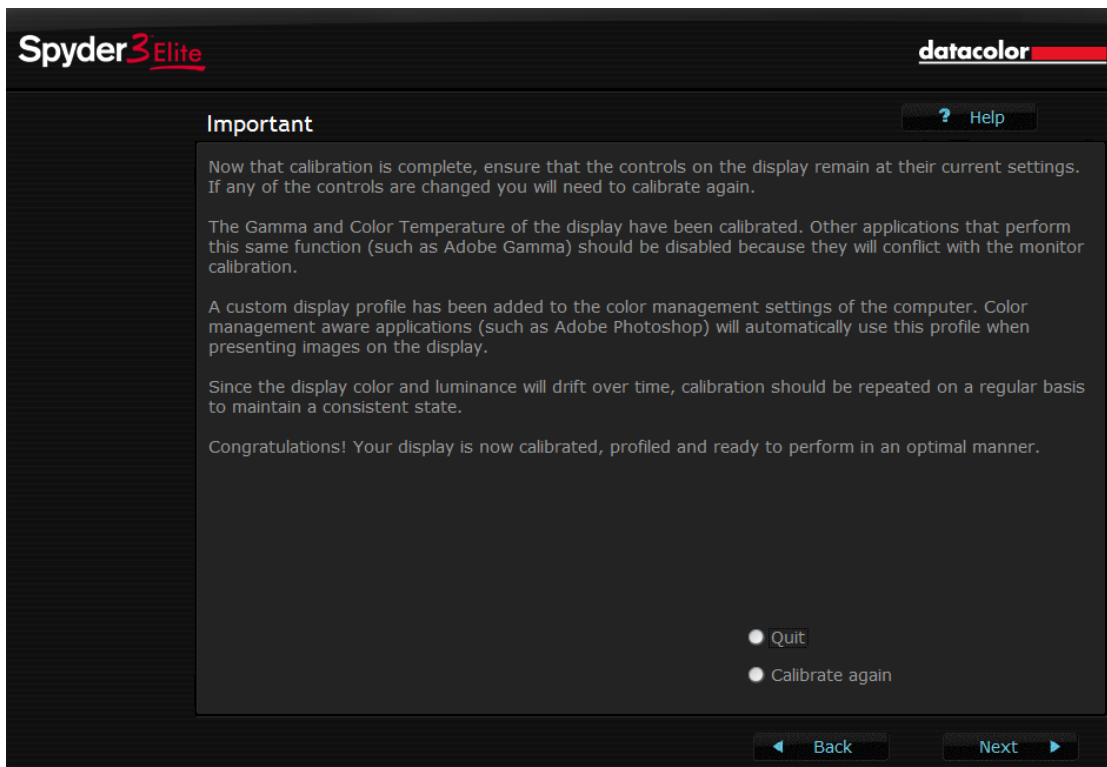 Spyder3Elite
datacolor
Important
? Help
Now that calibration is complete, ensure that the controls on the display remain at their current settings.
If any of the controls are changed you will need to calibrate again.
The Gamma and Color Temperature of the display have been calibrated. Other applications that perform
this same function (such as Adobe Gamma) should be disabled because they will conflict with the monitor
calibration.
A custom display profile has been added to the color management settings of the computer. Color
management aware applications (such as Adobe Photoshop) will automatically use this profile when
presenting images on the display.
Since the display color and luminance will drift over time, calibration should be repeated on a regular basis
to maintain a consistent state.
Congratulations! Your display is now calibrated, profiled and ready to perform in an optimal manner.
Quit
Calibrate again
Back
Next